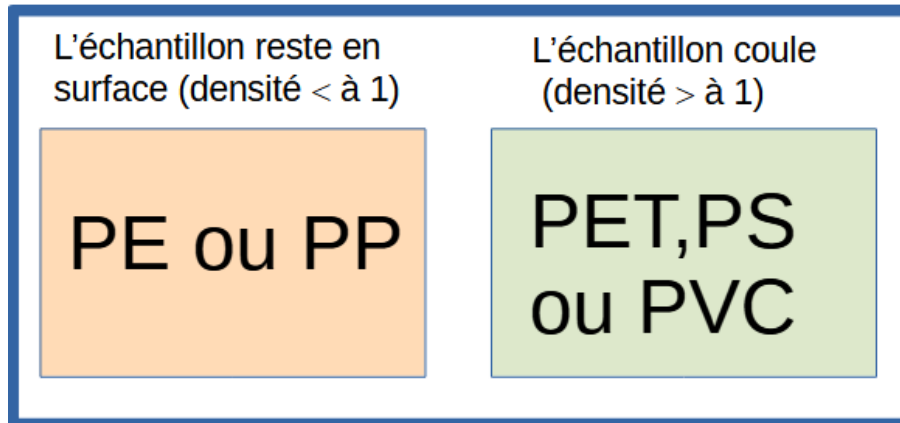 L'échantillon reste en
surface (densité < à 1)
PE ou PP
L'échantillon coule
(densité > à 1)
PET,PS
ou PVC